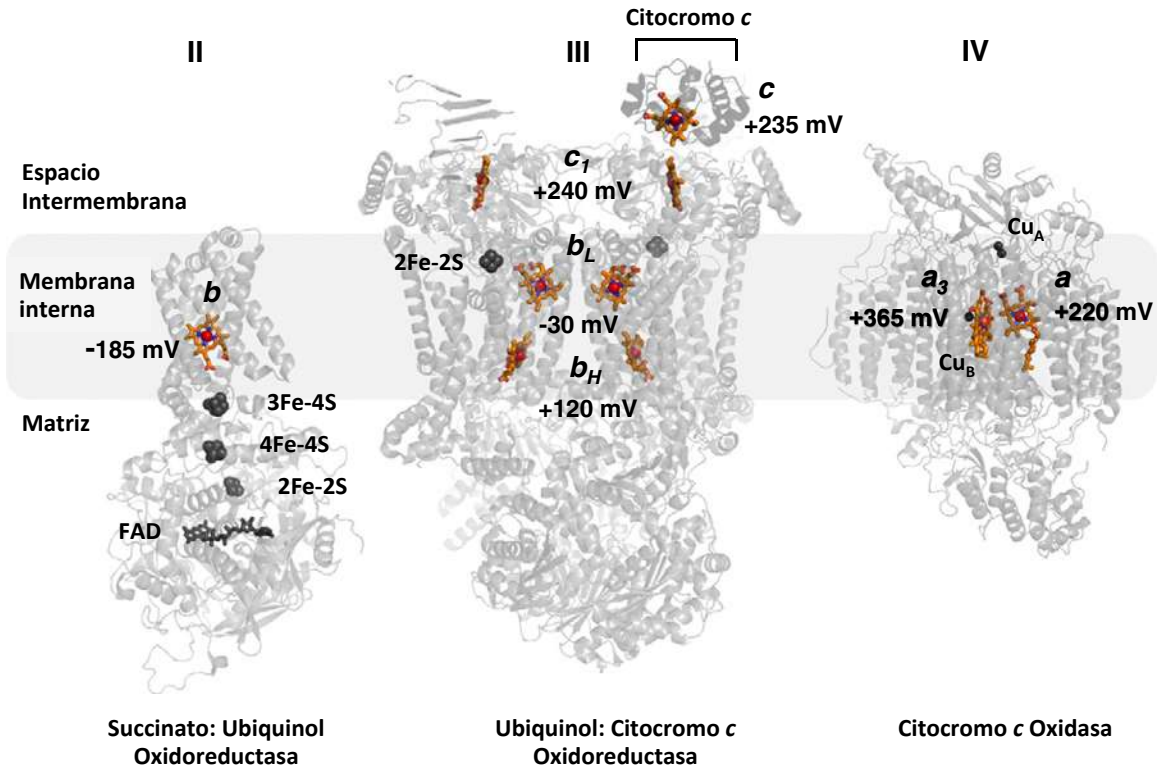 Citocromo c
II
III
IV
c
+235 mV
c1
+240 mV
Espacio
Intermembrana
CuA
bL
2Fe-2S
Membrana
interna
b
a3
a
-30 mV
+365 mV
+220 mV
-185 mV
CuB
bH
3Fe-4S
+120 mV
Matriz
4Fe-4S
2Fe-2S
FAD
Succinato: Ubiquinol
Oxidoreductasa
Ubiquinol: Citocromo c
Oxidoreductasa
Citocromo c Oxidasa